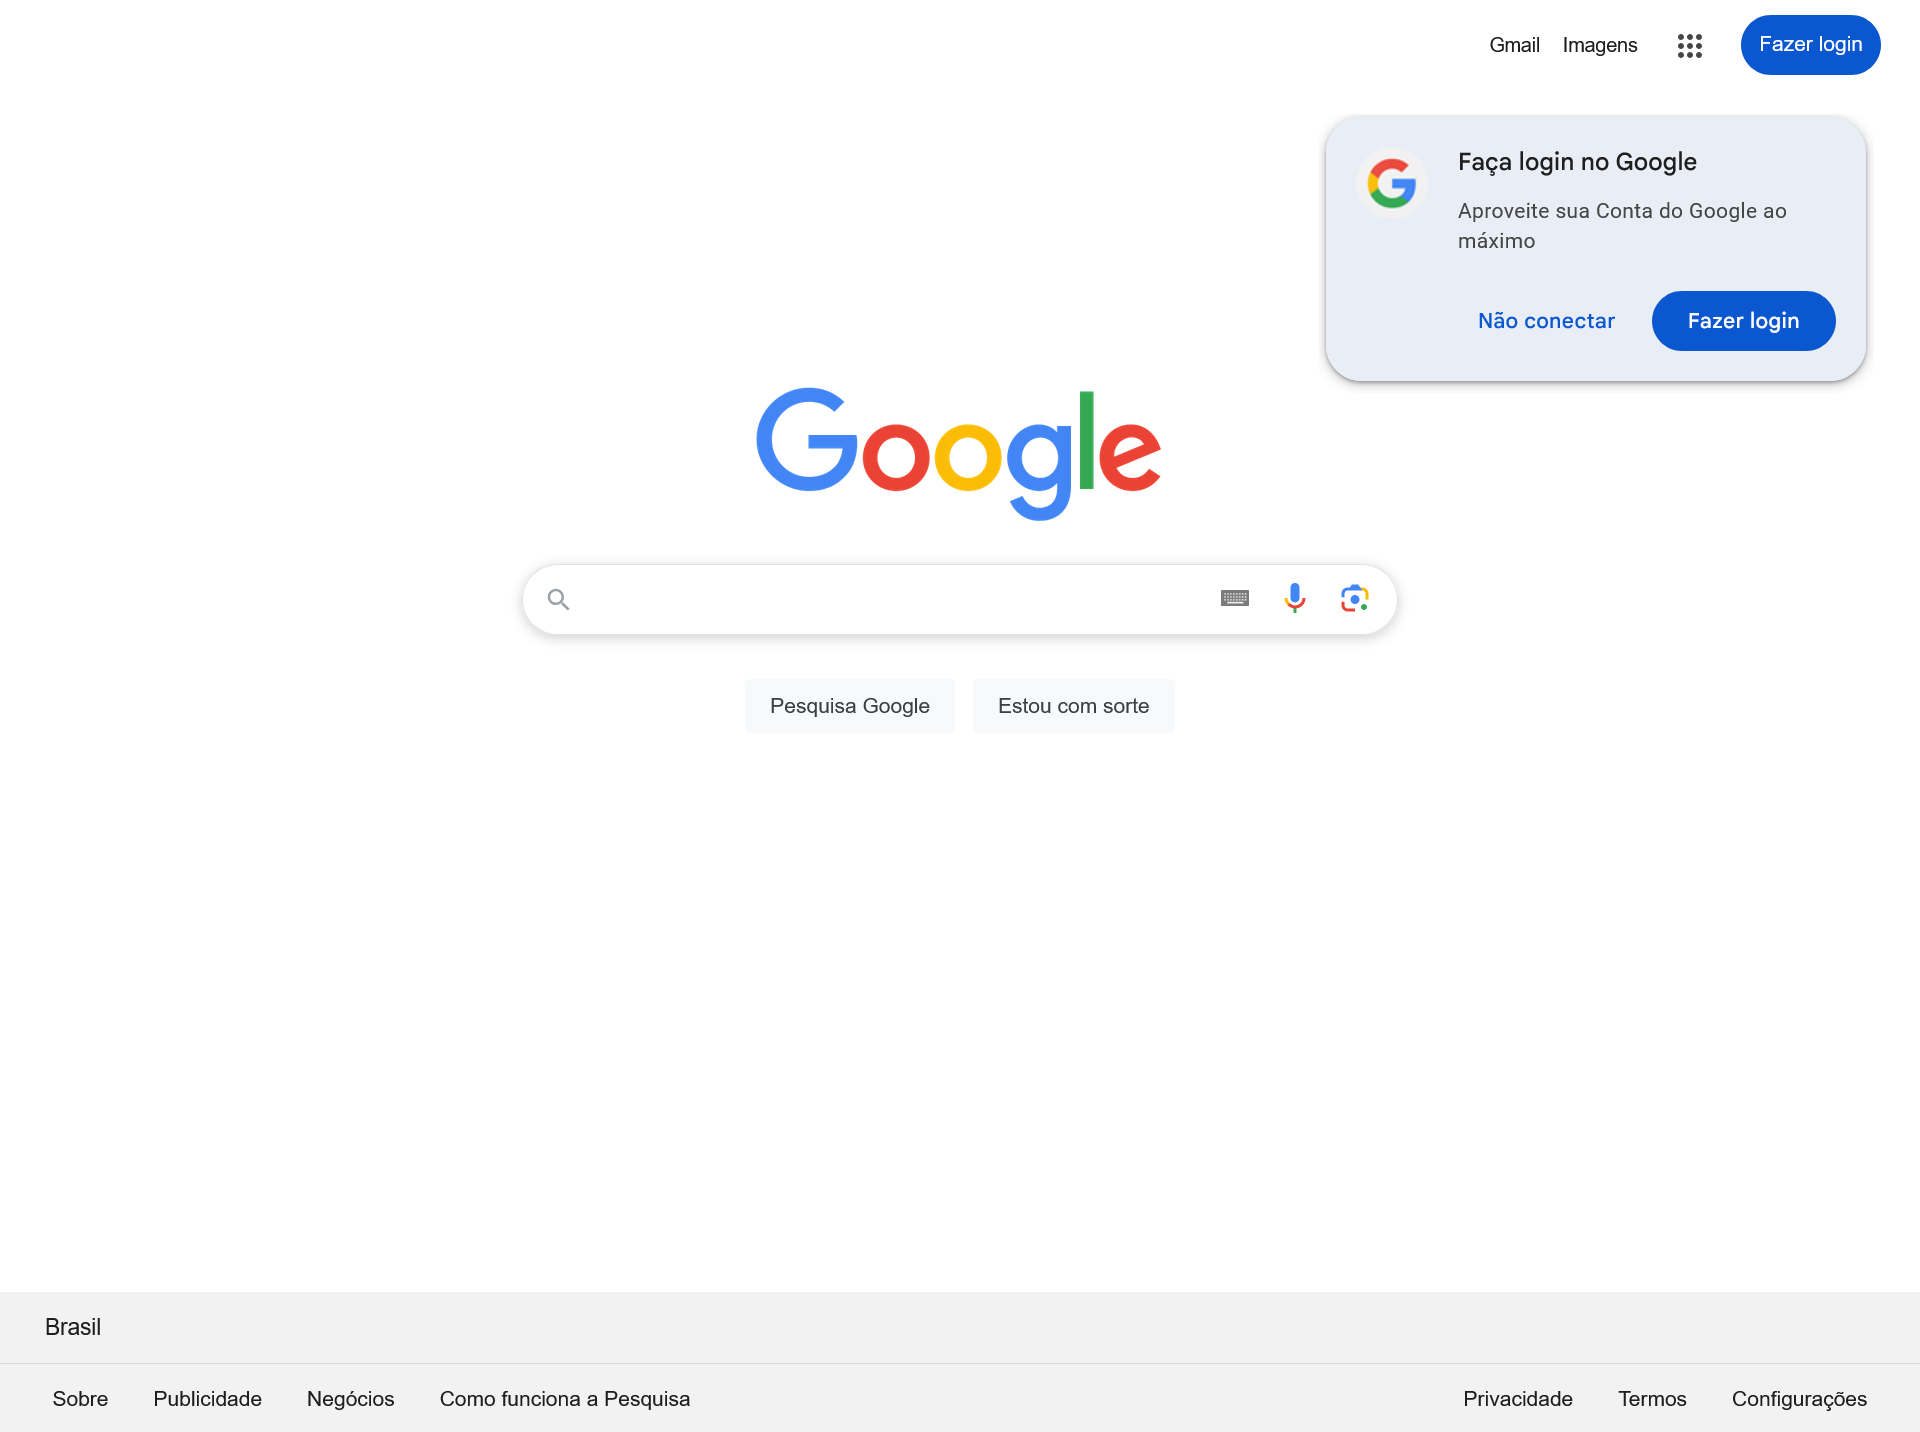 Gmail Imagens Fazer login
Faça login no Google
Aproveite sua Conta do Google ao
máximo
Não conectar Fazer login
Google
Pesquisa Google Estou com sorte
Brasil
Sobre Publicidade Negócios Como funciona a Pesquisa Privacidade Termos Configurações